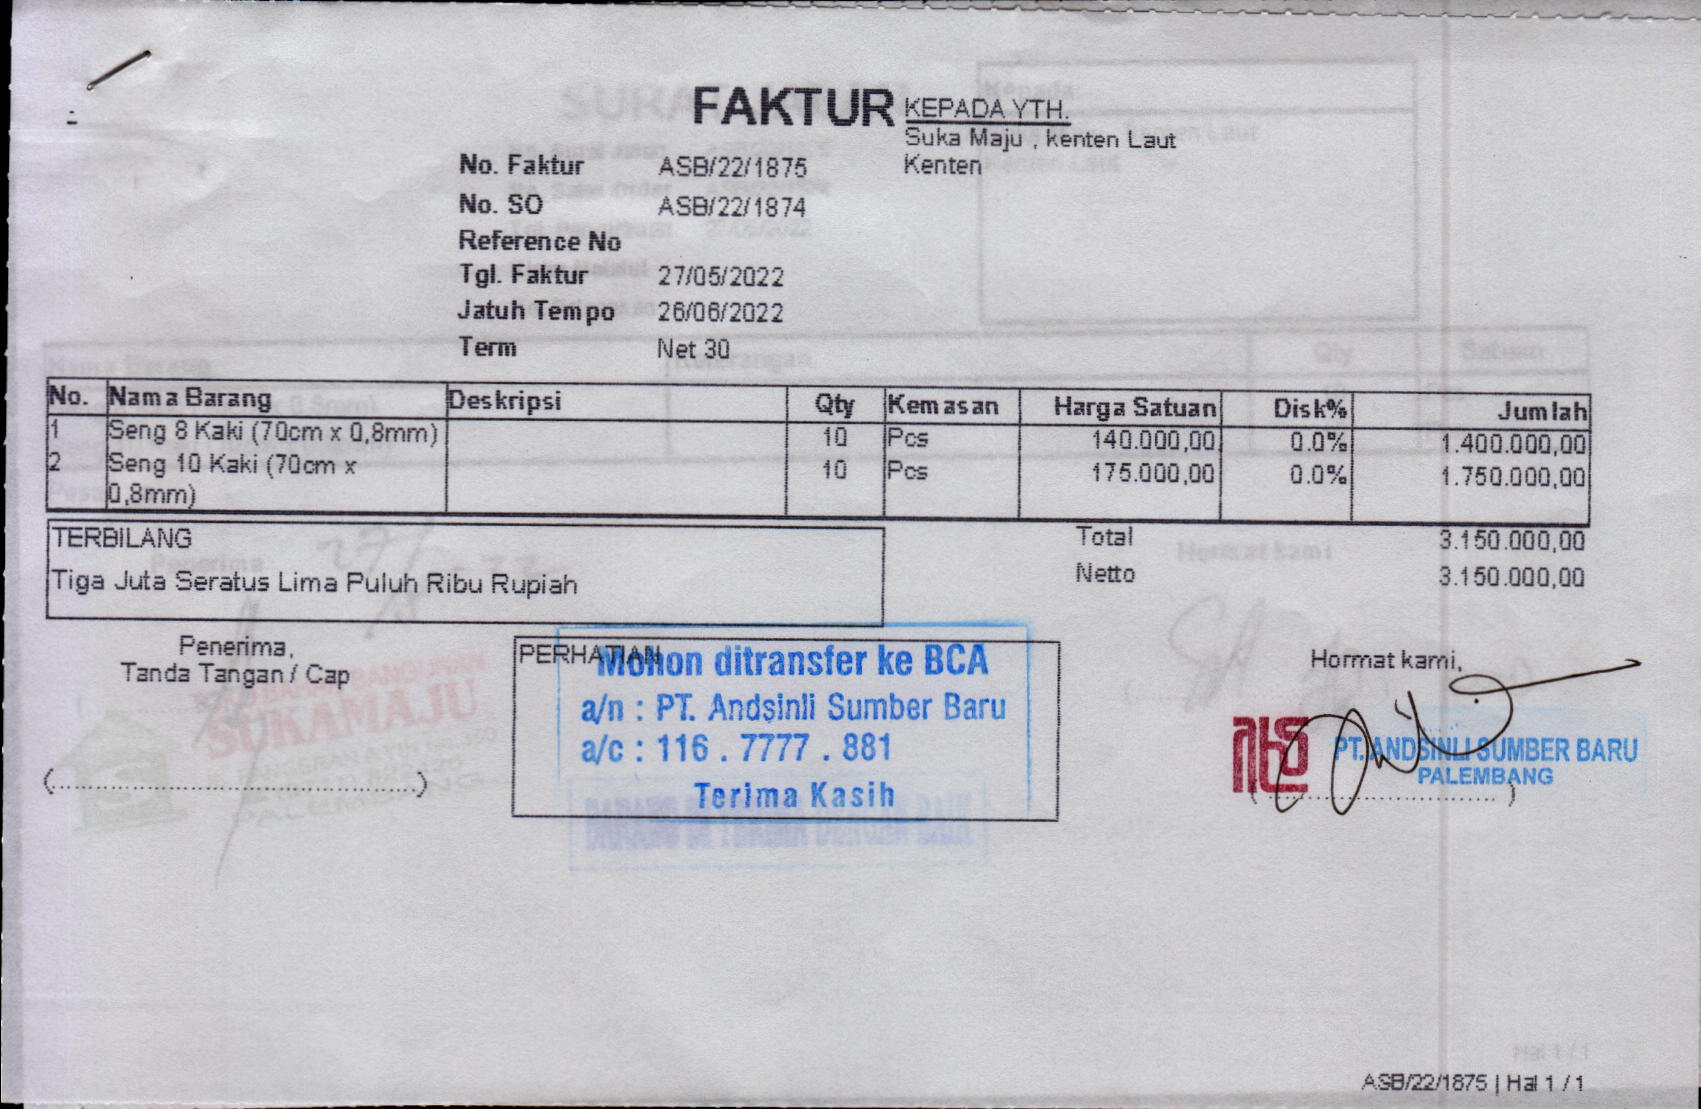 FAKTUR
KEPADA YTH.
Suka Maju , kenten Laut
Kenten
No. Faktur ASB/22/1875
No. SO ASB/22/1874
Reference No
Tgl. Faktur 27/05/2022
Jatuh Tempo 26/06/2022
Term Net 30
No. Nama Barang Deskripsi Qty Kemasan Harga Satuan Disk% Jumlah
1 Seng 8 Kaki (70cm x 0,8mm) 10 Pcs 140.000,00 0.0% 1.400.000,00
2 Seng 10 Kaki (70cm x 10 Pcs 175.000,00 0.0% 1.750.000,00
0,8mm)
TERBILANG
Tiga Juta Seratus Lima Puluh Ribu Rupiah
Total 3.150.000,00
Netto 3.150.000,00
Penerima,
Tanda Tangan / Cap
(........................................................)
PERHATIAN
Mohon ditransfer ke BCA
a/n : PT. Andsinli Sumber Baru
a/c : 116 . 7777 . 881
Terima Kasih
Hormat kami,
PT. ANDSINLI SUMBER BARU
PALEMBANG
SUKAMAJU
ASB/22/1875 | Hal 1 / 1